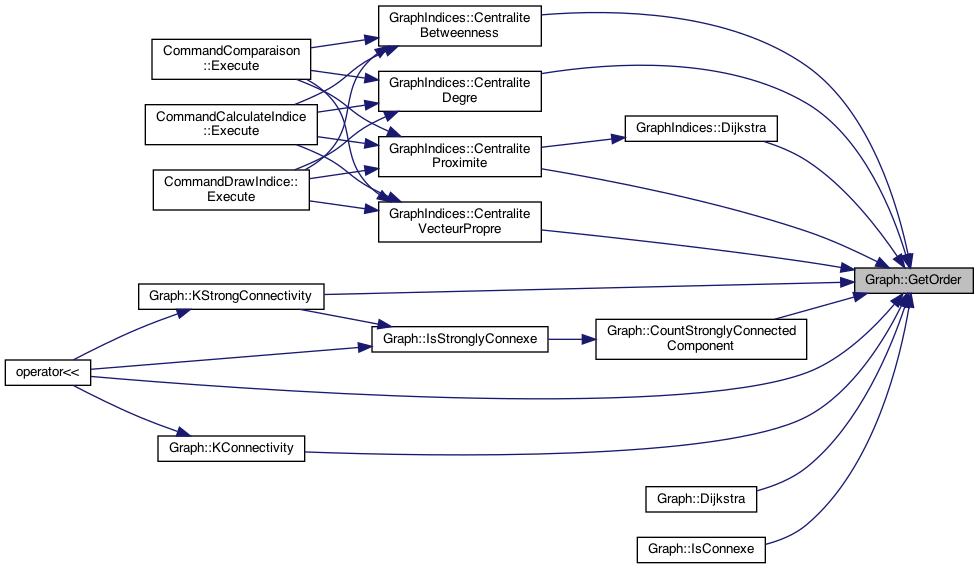 GraphIndices::Centralite
Betweenness
CommandComparaison
::Execute
GraphIndices::Centralite
Degre
CommandCalculateIndice
::Execute
GraphIndices::Dijkstra
GraphIndices::Centralite
Proximite
CommandDrawIndice::
Execute
GraphIndices::Centralite
VecteurPropre
Graph::GetOrder
Graph::KStrongConnectivity
Graph::IsStronglyConnexe
Graph::CountStronglyConnected
Component
operator<<
Graph::KConnectivity
Graph::Dijkstra
Graph::IsConnexe